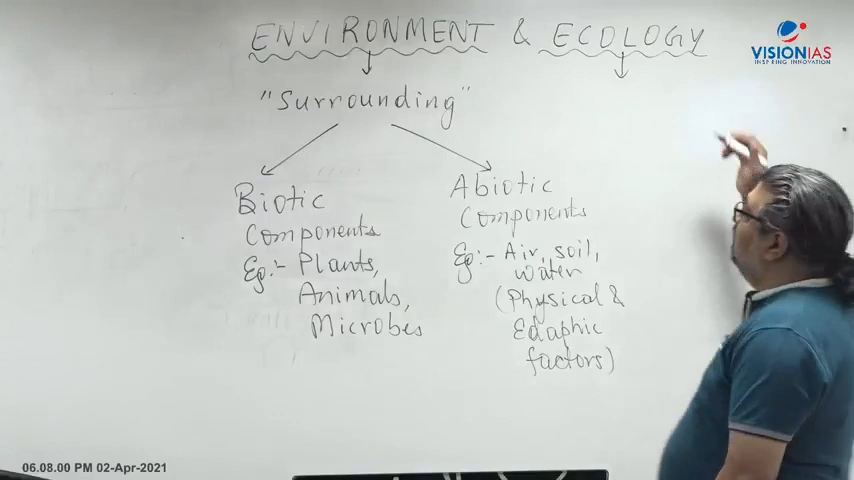 ENVIRONMENT & ECOLOGY
VISIONIAS
INSPIRING INNOVATION
"Surrounding"
Biotic
Components
Eg:- Plants,
Animals,
Microbes
Abiotic
Components
Eg:- Air, soil,
water
(Physical &
Edaphic
factors)
06.08.00 PM 02-Apr-2021